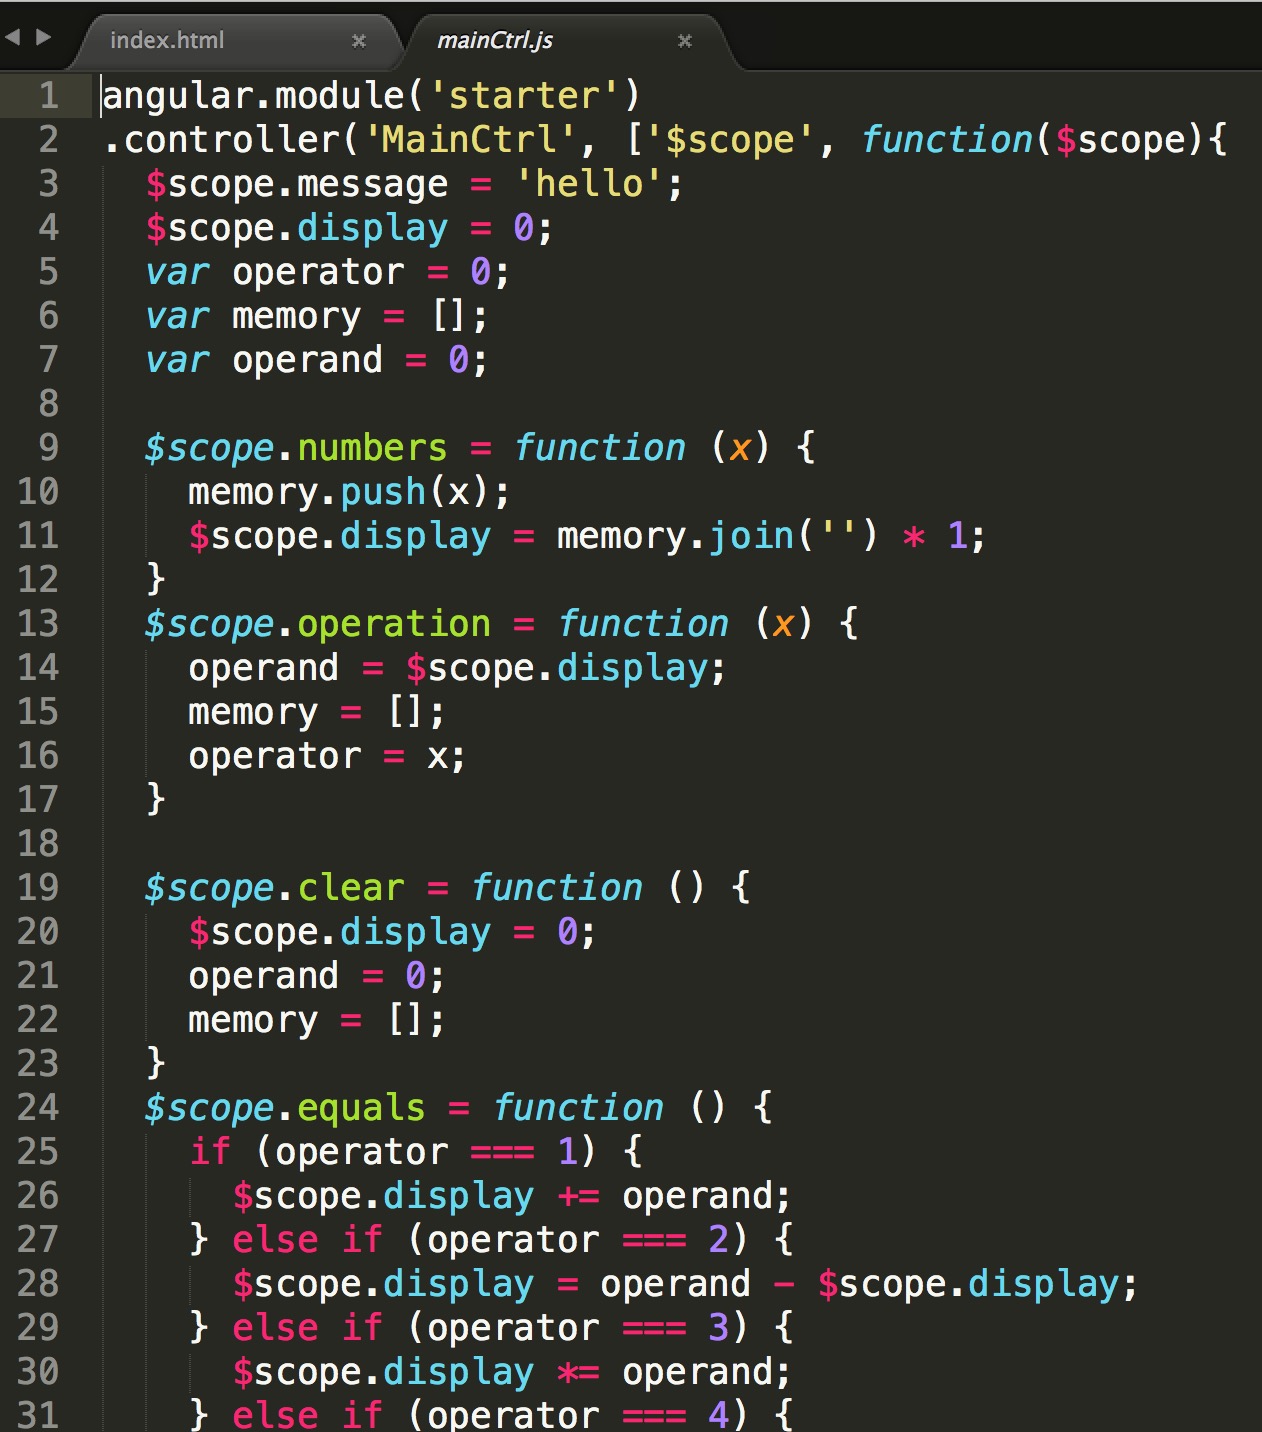 index.html × mainCtrl.js ×
1 angular.module('starter')
2 .controller('MainCtrl', ['$scope', function($scope){
3   $scope.message = 'hello';
4   $scope.display = 0;
5   var operator = 0;
6   var memory = [];
7   var operand = 0;
8
9   $scope.numbers = function (x) {
10     memory.push(x);
11     $scope.display = memory.join('') * 1;
12   }
13   $scope.operation = function (x) {
14     operand = $scope.display;
15     memory = [];
16     operator = x;
17   }
18
19   $scope.clear = function () {
20     $scope.display = 0;
21     operand = 0;
22     memory = [];
23   }
24   $scope.equals = function () {
25     if (operator === 1) {
26       $scope.display += operand;
27     } else if (operator === 2) {
28       $scope.display = operand - $scope.display;
29     } else if (operator === 3) {
30       $scope.display *= operand;
31     } else if (operator === 4) {